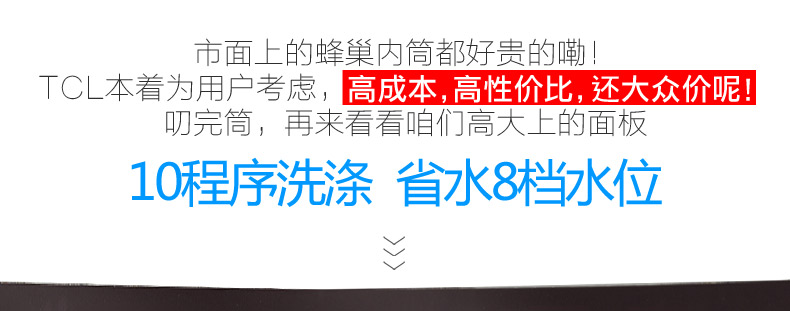 市面上的蜂巢内筒都好贵的嘞!
TCL本着为用户考虑,高成本,高性价比,还大众价呢!
叨完筒,再来看看咱们高大上的面板
10程序洗涤 省水8档水位